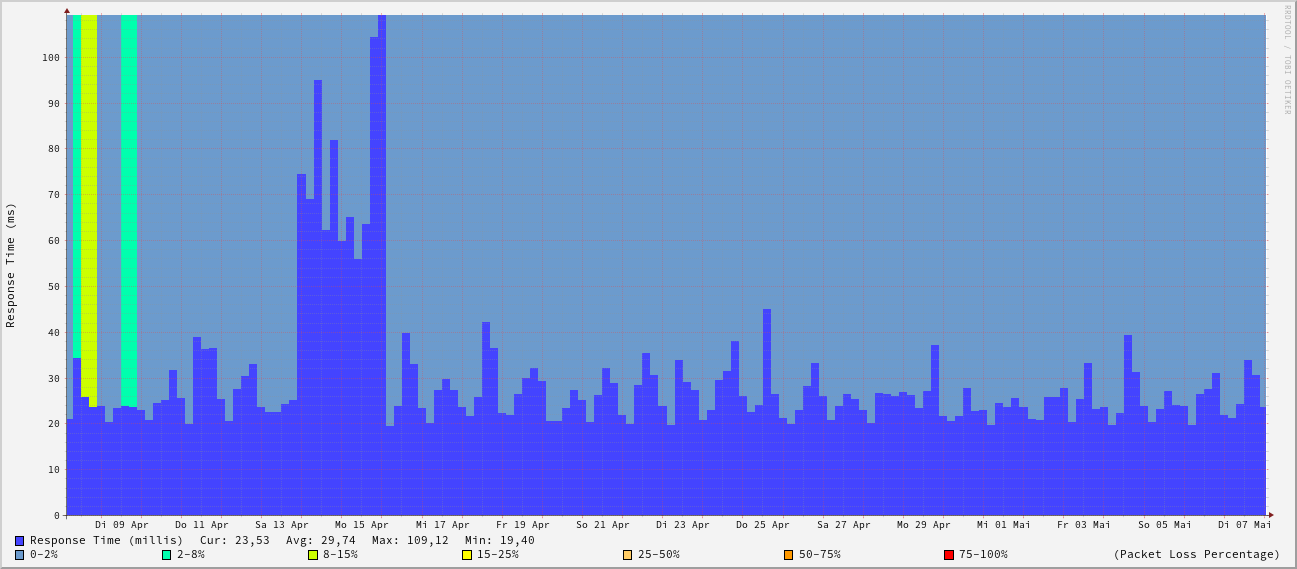 RRDTOOL / TOBI OETIKER
Response Time (ms)
100
90
80
70
60
50
40
30
20
10
0
Di 09 Apr Do 11 Apr Sa 13 Apr Mo 15 Apr Mi 17 Apr Fr 19 Apr So 21 Apr Di 23 Apr Do 25 Apr Sa 27 Apr Mo 29 Apr Mi 01 Mai Fr 03 Mai So 05 Mai Di 07 Mai
Response Time (millis) Cur: 23,53 Avg: 29,74 Max: 109,12 Min: 19,40
0-2% 2-8% 8-15% 15-25% 25-50% 50-75% 75-100% (Packet Loss Percentage)